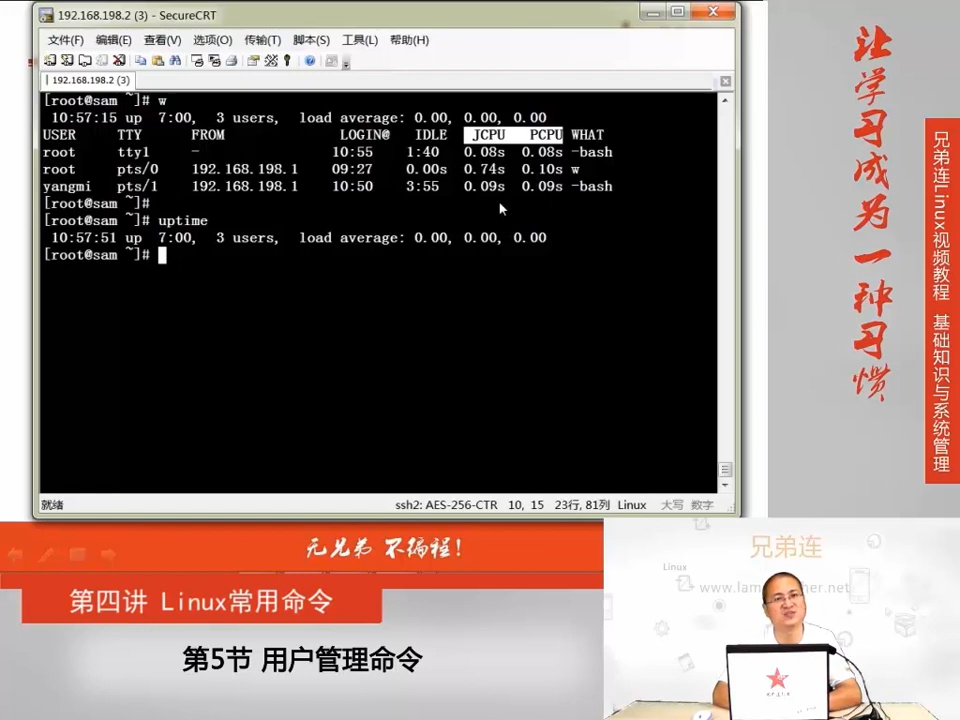 192.168.198.2 (3) - SecureCRT
文件(F) 编辑(E) 查看(V) 选项(O) 传输(T) 脚本(S) 工具(L) 帮助(H)
192.168.198.2 (3)
[root@sam ~]# w
10:57:15 up 7:00, 3 users, load average: 0.00, 0.00, 0.00
USER TTY FROM LOGIN@ IDLE JCPU PCPU WHAT
root tty1 - 10:55 1:40 0.08s 0.08s -bash
root pts/0 192.168.198.1 09:27 0.00s 0.74s 0.10s w
yangmi pts/1 192.168.198.1 10:50 3:55 0.09s 0.09s -bash
[root@sam ~]#
[root@sam ~]# uptime
10:57:51 up 7:00, 3 users, load average: 0.00, 0.00, 0.00
[root@sam ~]#
就绪 ssh2: AES-256-CTR 10, 15 23行, 81列 Linux 大写 数字
让学习成为一种习惯
兄弟连Linux视频教程 基础知识与系统管理
无兄弟 不编程!
第四讲 Linux常用命令
第5节 用户管理命令
兄弟连
Linux